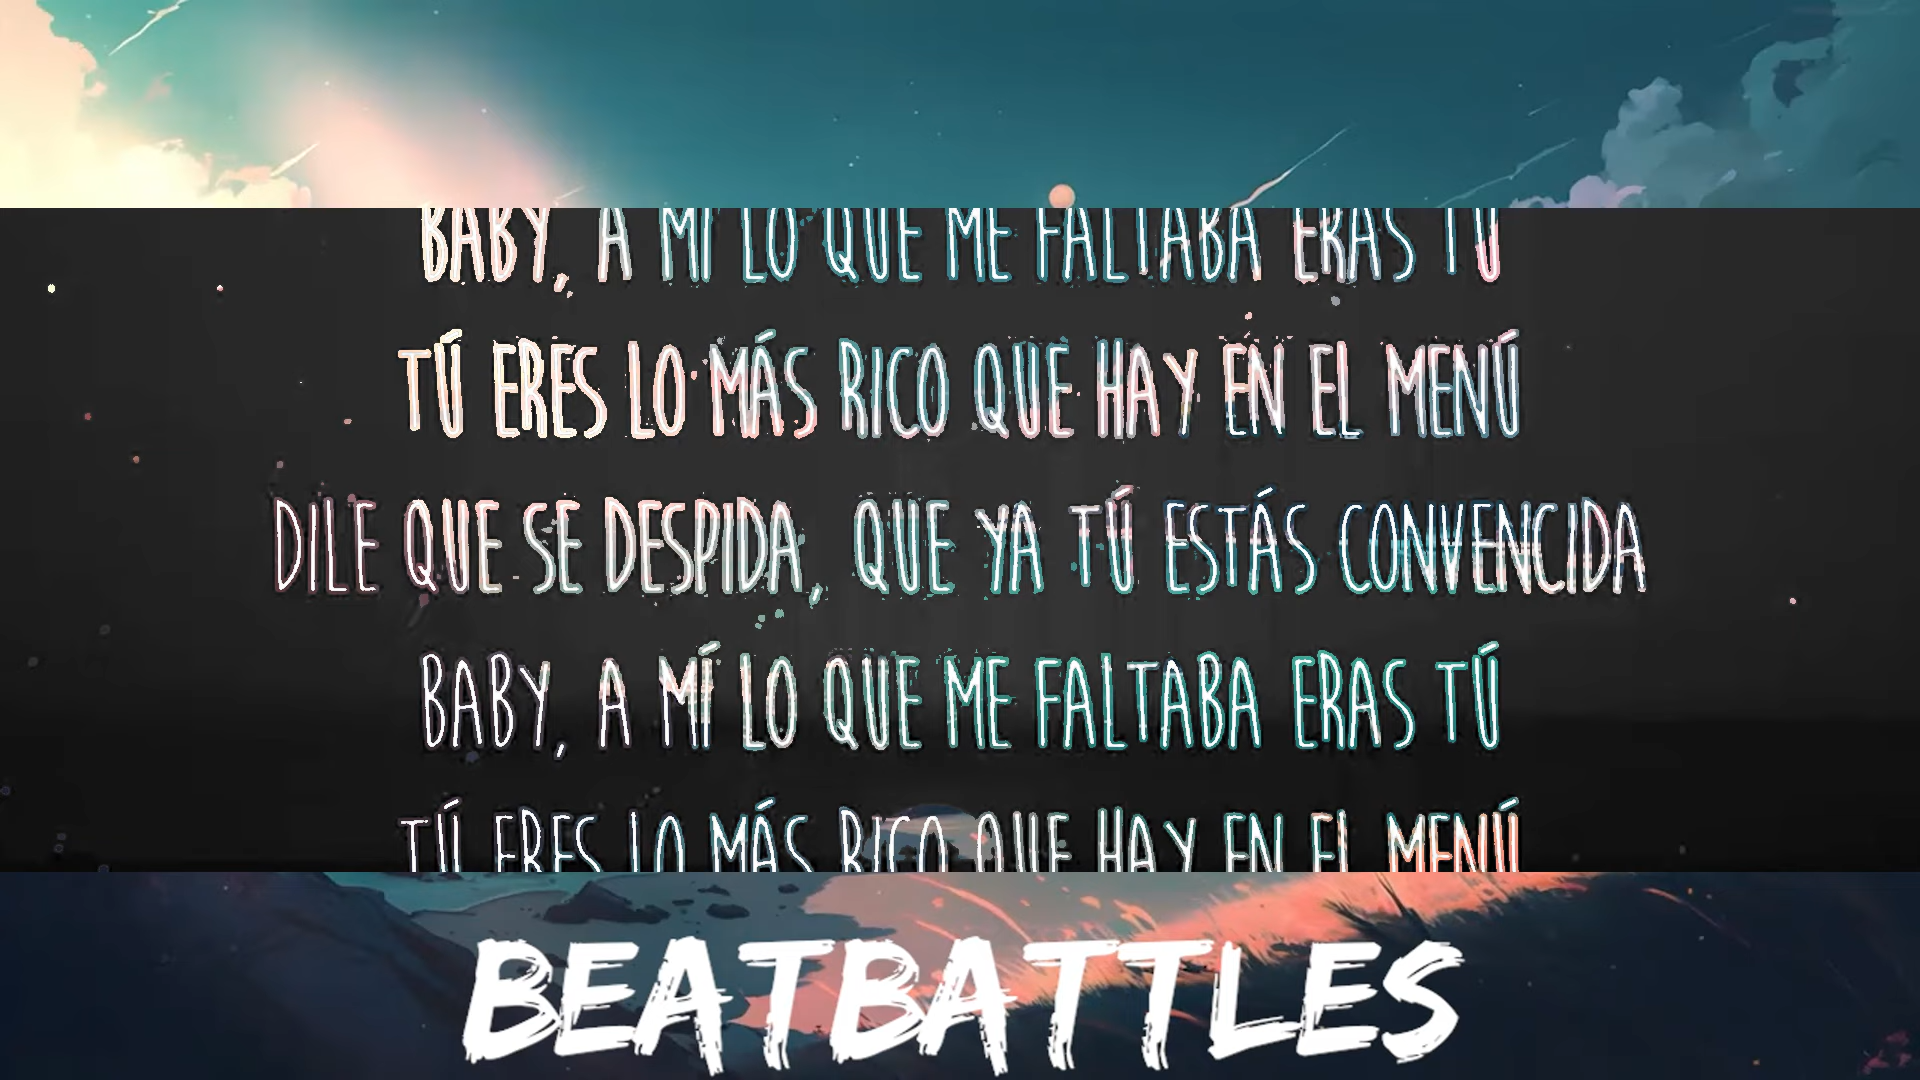 BABY, A MÍ LO QUE ME FALTABA ERAS TÚ
TÚ ERES LO MÁS RICO QUE HAY EN EL MENÚ
DILE QUE SE DESPIDA, QUE YA TÚ ESTÁS CONVENCIDA
BABY, A MÍ LO QUE ME FALTABA ERAS TÚ
TÚ ERES LO MÁS RICO QUE HAY EN EL MENÚ
BEATBATTLES